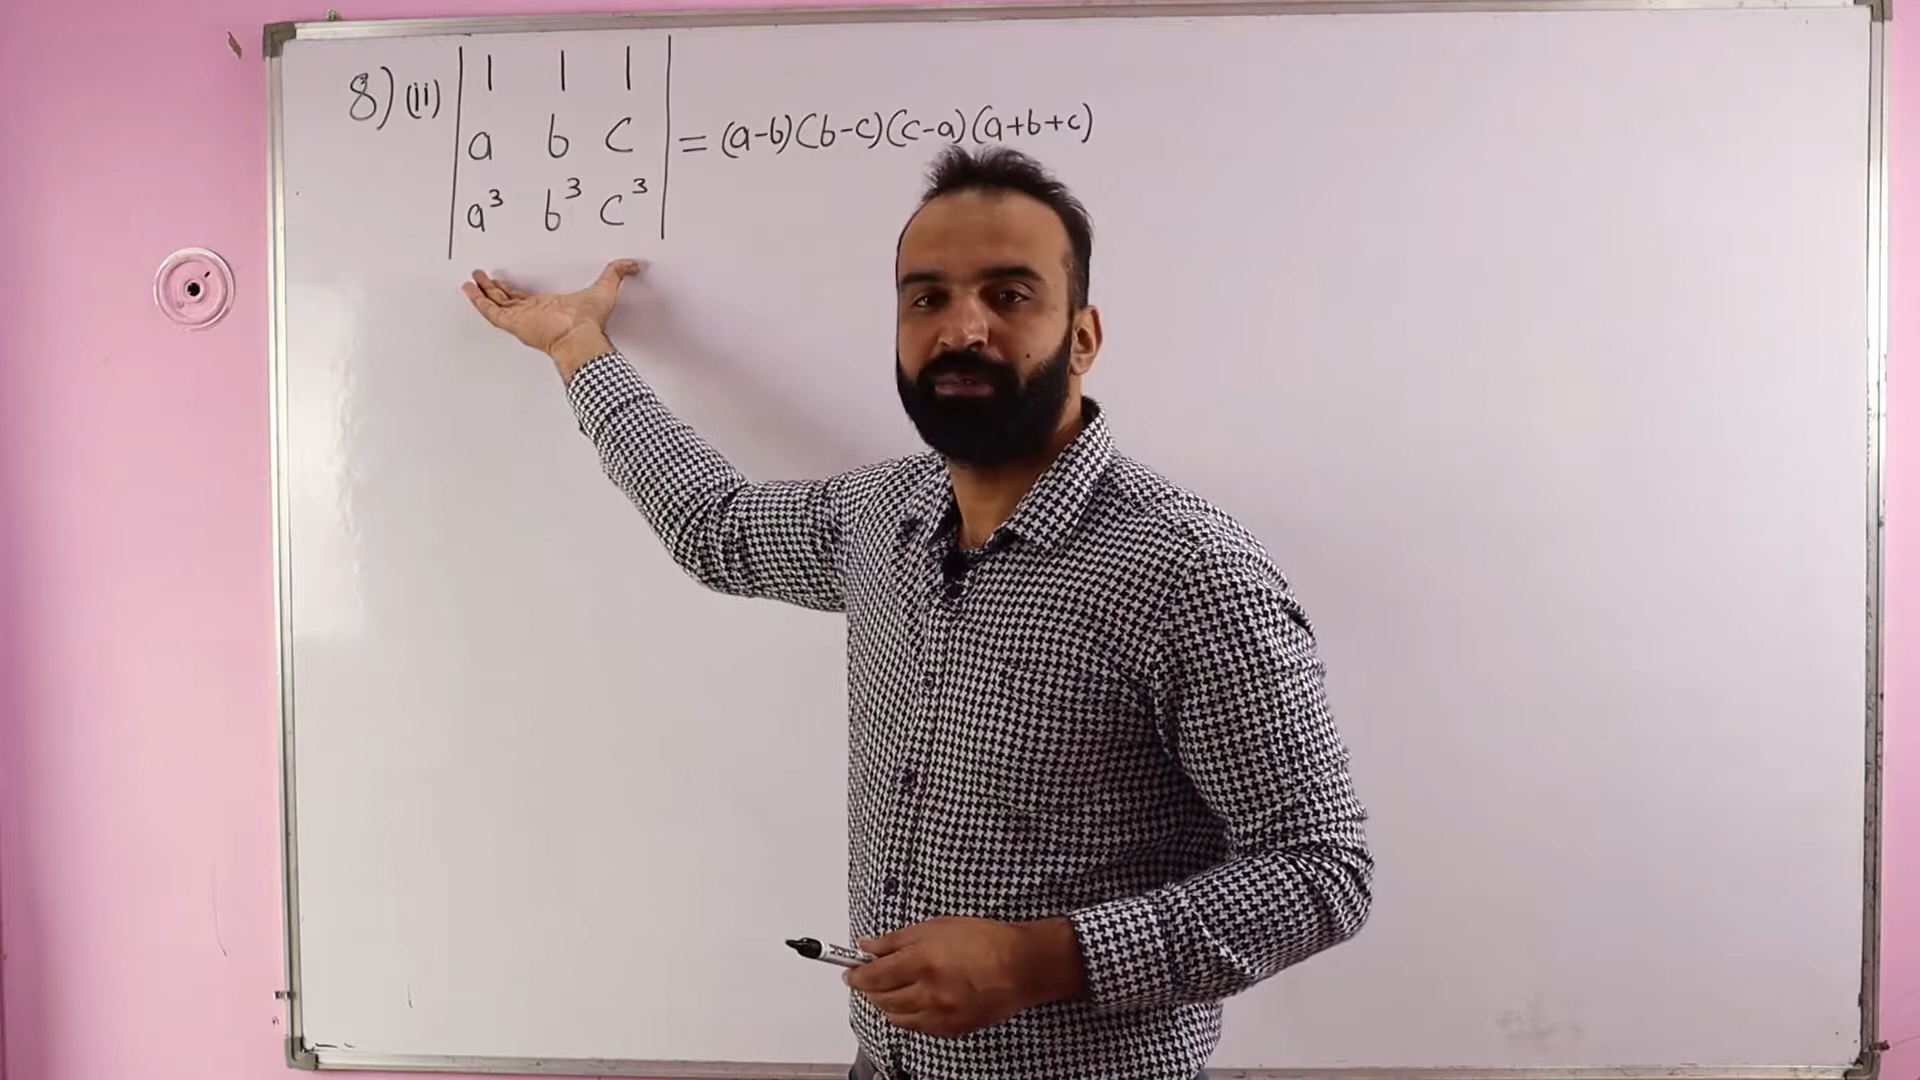 8) (ii) | 1 1 1 |
| a b c | = (a-b)(b-c)(c-a)(a+b+c)
| a³ b³ c³ |